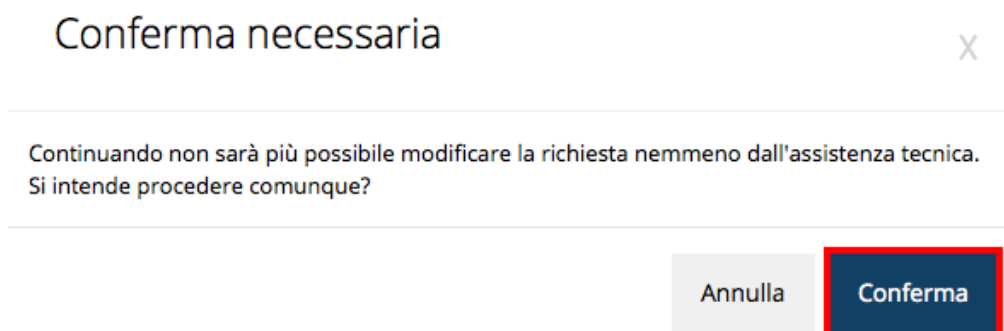 Conferma necessaria
X
Continuando non sarà più possibile modificare la richiesta nemmeno dall'assistenza tecnica.
Si intende procedere comunque?
Annulla
Conferma